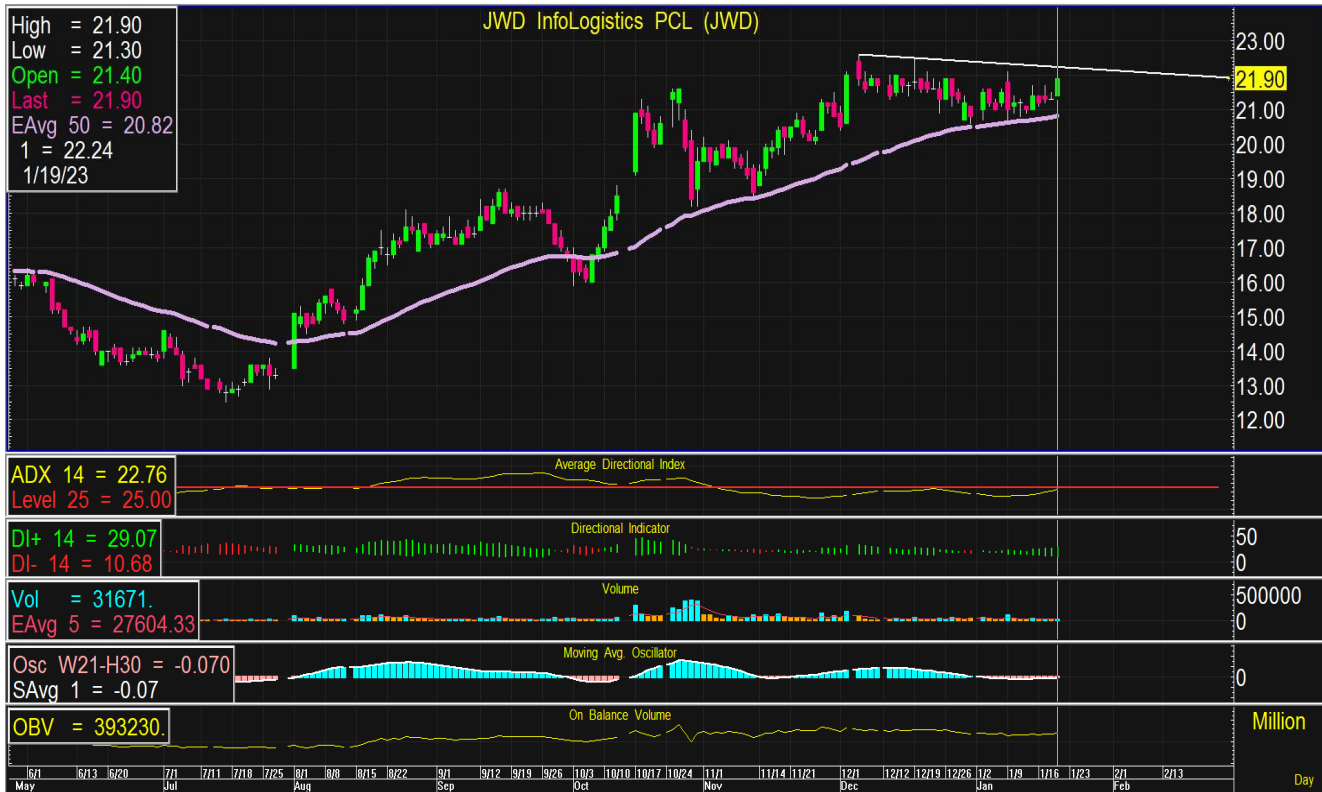 JWD InfoLogistics PCL (JWD)
High = 21.90
Low = 21.30
Open = 21.40
Last = 21.90
EAvg 50 = 20.82
1 = 22.24
1/19/23
23.00
21.90
21.00
20.00
19.00
18.00
17.00
16.00
15.00
14.00
13.00
12.00
Average Directional Index
ADX 14 = 22.76
Level 25 = 25.00
Directional Indicator
DI+ 14 = 29.07
DI- 14 = 10.68
50
0
Volume
Vol = 31671.
EAvg 5 = 27604.33
500000
0
Moving Avg. Oscillator
Osc W21-H30 = -0.070
SAvg 1 = -0.07
0
On Balance Volume
OBV = 393230.
Million
6/1 6/13 6/20 7/1 7/11 7/18 7/25 8/1 8/8 8/15 8/22 9/1 9/12 9/19 9/26 10/3 10/10 10/17 10/24 11/1 11/14 11/21 12/1 12/12 12/19 12/26 1/2 1/9 1/16 1/23 2/1 2/13
May Jul Aug Sep Oct Nov Dec Jan Feb
Day